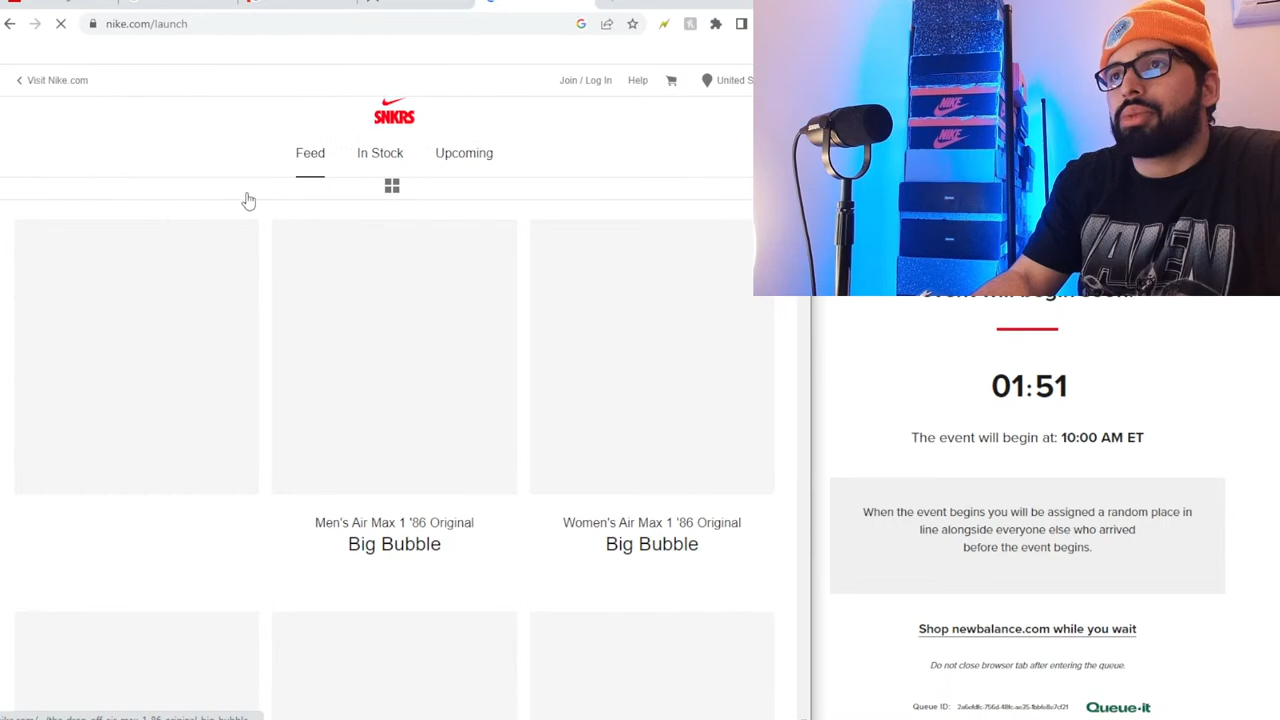 nike.com/launch
Visit Nike.com
Join / Log In
Help
United S
SNKRS
Feed
In Stock
Upcoming
Men's Air Max 1 '86 Original
Big Bubble
Women's Air Max 1 '86 Original
Big Bubble
NIKE
NIKE
01:51
The event will begin at: 10:00 AM ET
When the event begins you will be assigned a random place in
line alongside everyone else who arrived
before the event begins.
Shop newbalance.com while you wait
Do not close browser tab after entering the queue.
Queue ID:
Queue-it